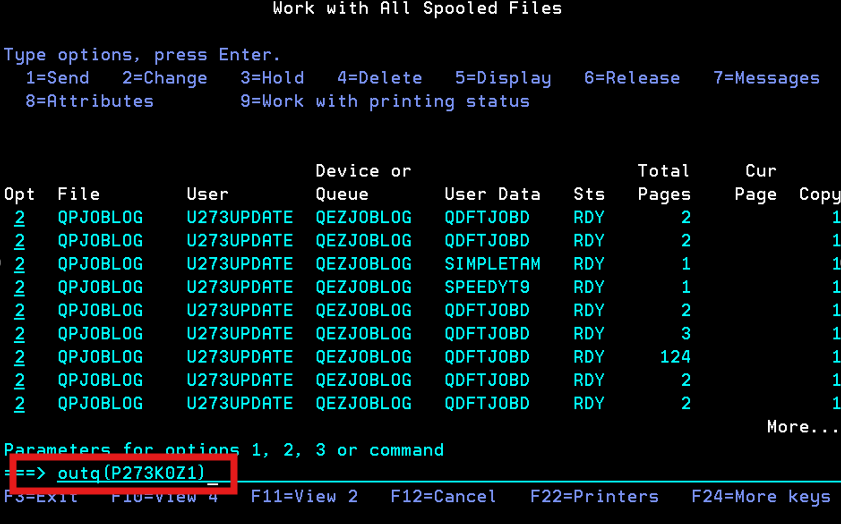 Work with All Spooled Files
Type options, press Enter.
1=Send 2=Change 3=Hold 4=Delete 5=Display 6=Release 7=Messages
8=Attributes 9=Work with printing status
Device or Total Cur
Opt File User Queue User Data Sts Pages Page Copy
2 QPJOBLOG U273UPDATE QEZJOBLOG QDFTJOBD RDY 2 1
2 QPJOBLOG U273UPDATE QEZJOBLOG QDFTJOBD RDY 2 1
2 QPJOBLOG U273UPDATE QEZJOBLOG SIMPLETAM RDY 1 1
2 QPJOBLOG U273UPDATE QEZJOBLOG SPEEDYT9 RDY 1 1
2 QPJOBLOG U273UPDATE QEZJOBLOG QDFTJOBD RDY 2 1
2 QPJOBLOG U273UPDATE QEZJOBLOG QDFTJOBD RDY 3 1
2 QPJOBLOG U273UPDATE QEZJOBLOG QDFTJOBD RDY 124 1
2 QPJOBLOG U273UPDATE QEZJOBLOG QDFTJOBD RDY 2 1
2 QPJOBLOG U273UPDATE QEZJOBLOG QDFTJOBD RDY 2 1
More...
Parameters for options 1, 2, 3 or command
===> outq(P273K0Z1)_
F3=Exit F10=View 4 F11=View 2 F12=Cancel F22=Printers F24=More keys